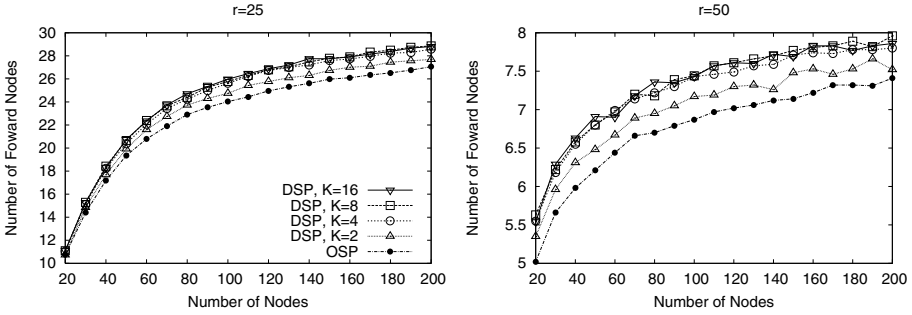 r=25
Number of Foward Nodes
30
28
26
24
22
20
18
16
14
12
10
DSP, K=16
DSP, K=8
DSP, K=4
DSP, K=2
OSP
20 40 60 80 100 120 140 160 180 200
Number of Nodes
r=50
Number of Foward Nodes
8
7.5
7
6.5
6
5.5
5
20 40 60 80 100 120 140 160 180 200
Number of Nodes